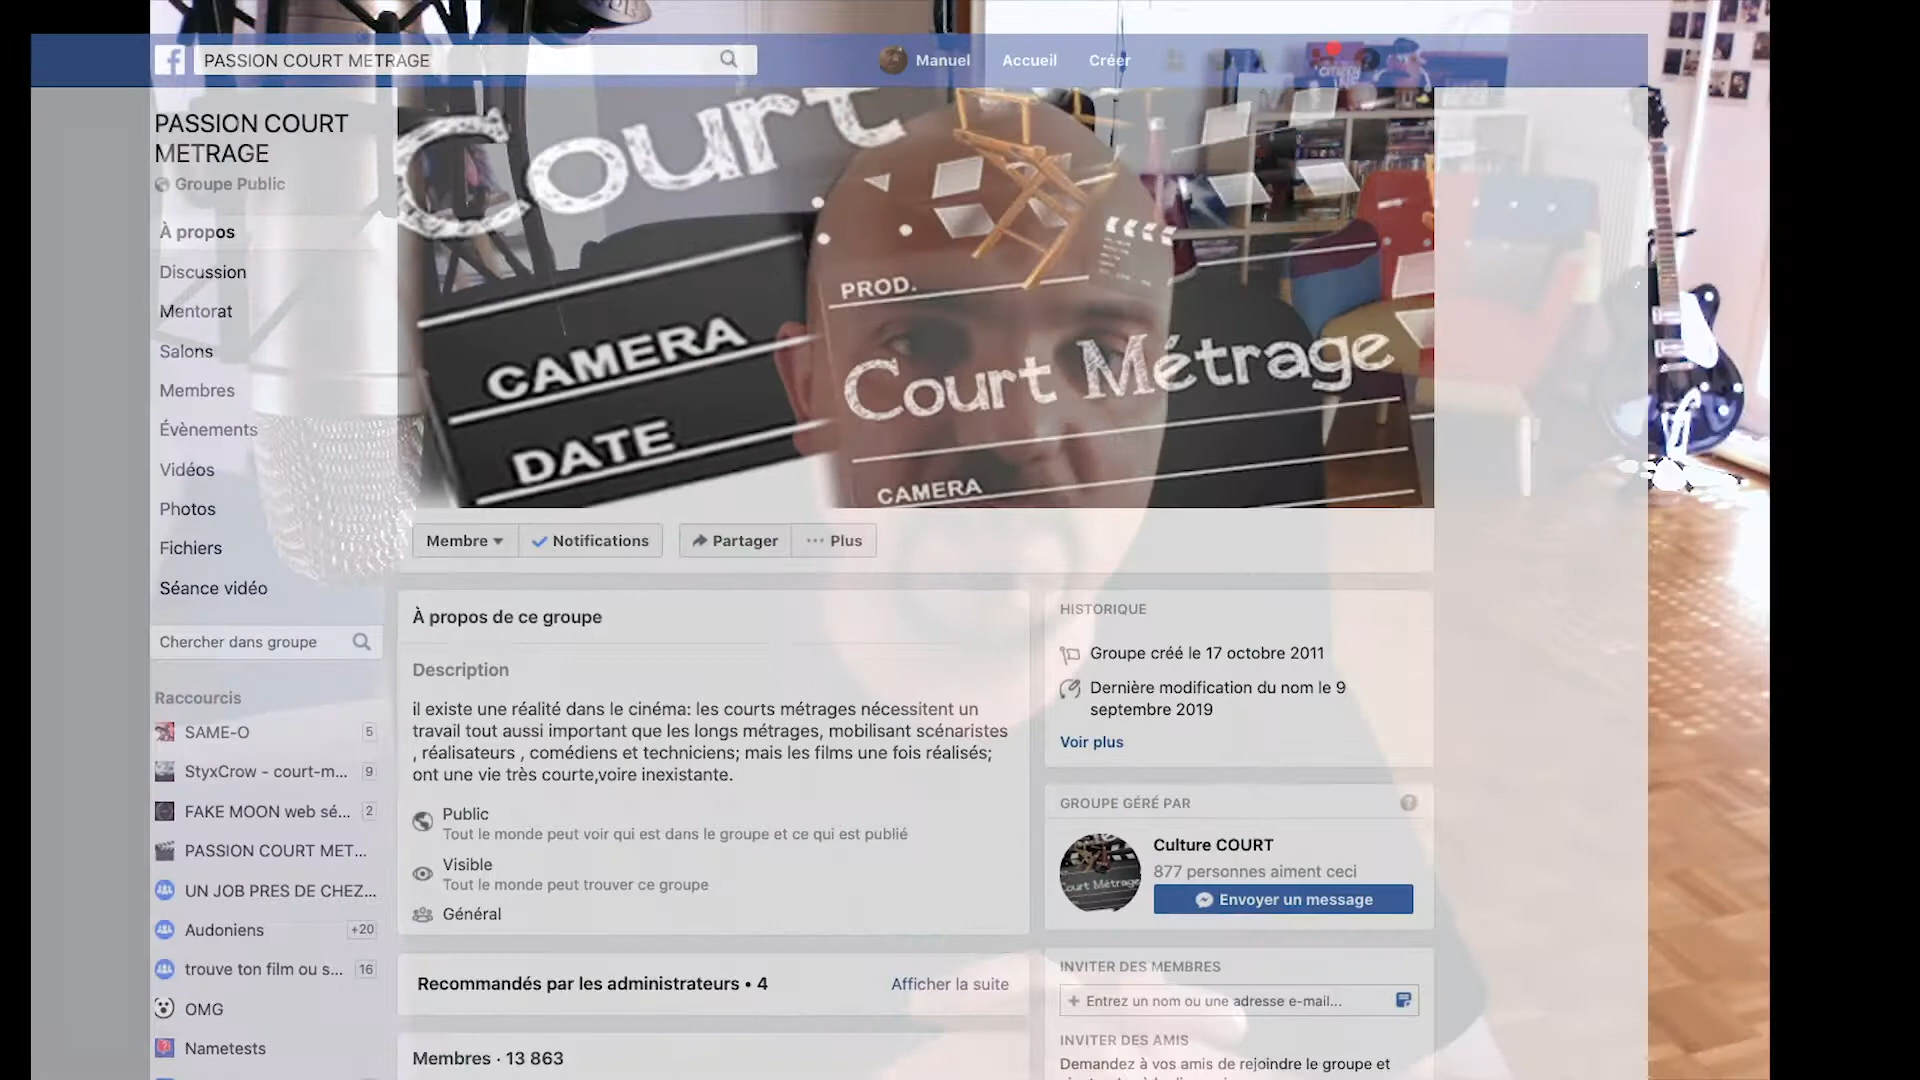 PASSION COURT METRAGE
Manuel
Accueil
Créer
PASSION COURT
METRAGE
Groupe Public
À propos
Discussion
Mentorat
Salons
Membres
Évènements
Vidéos
Photos
Fichiers
Séance vidéo
Chercher dans groupe
Raccourcis
SAME-O 5
StyxCrow - court-m... 9
FAKE MOON web sé... 2
PASSION COURT MET...
UN JOB PRES DE CHEZ...
Audoniens +20
trouve ton film ou s... 16
OMG
Nametests
Court
CAMERA
DATE
PROD.
Court Métrage
CAMERA
Membre
Notifications
Partager
Plus
À propos de ce groupe
Description
il existe une réalité dans le cinéma: les courts métrages nécessitent un
travail tout aussi important que les longs métrages, mobilisant scénaristes
, réalisateurs , comédiens et techniciens; mais les films une fois réalisés;
ont une vie très courte,voire inexistante.
Public
Tout le monde peut voir qui est dans le groupe et ce qui est publié
Visible
Tout le monde peut trouver ce groupe
Général
Recommandés par les administrateurs • 4
Afficher la suite
Membres · 13 863
HISTORIQUE
Groupe créé le 17 octobre 2011
Dernière modification du nom le 9
septembre 2019
Voir plus
GROUPE GÉRÉ PAR
Court Métrage
Culture COURT
877 personnes aiment ceci
Envoyer un message
INVITER DES MEMBRES
+ Entrez un nom ou une adresse e-mail...
INVITER DES AMIS
Demandez à vos amis de rejoindre le groupe et